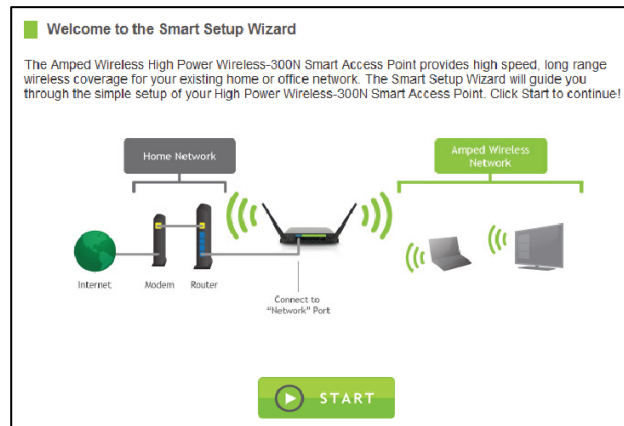 Welcome to the Smart Setup Wizard
The Amped Wireless High Power Wireless-300N Smart Access Point provides high speed, long range
wireless coverage for your existing home or office network. The Smart Setup Wizard will guide you
through the simple setup of your High Power Wireless-300N Smart Access Point. Click Start to continue!
Home Network
Amped Wireless
Network
Internet
Modem
Router
Connect to
"Network" Port
START